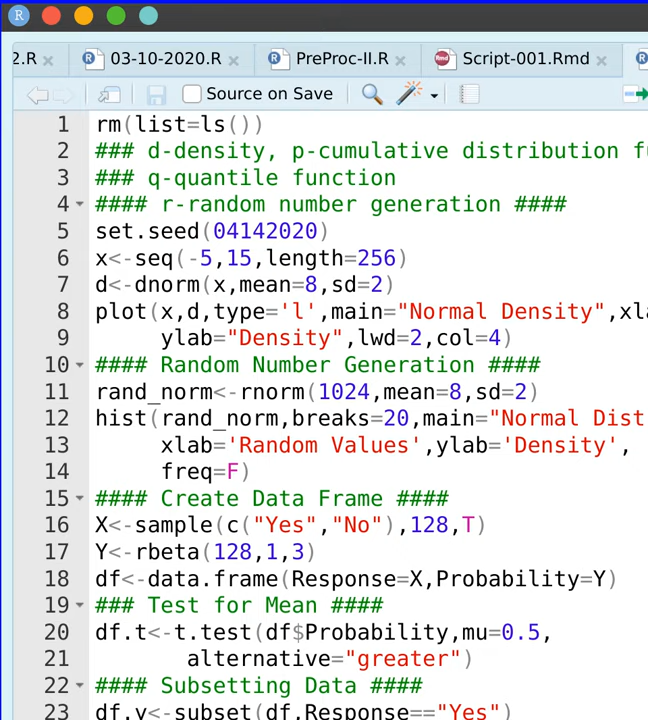 2.R 03-10-2020.R PreProc-II.R Script-001.Rmd
Source on Save
1 rm(list=ls())
2 ### d-density, p-cumulative distribution
3 ### q-quantile function
4 #### r-random number generation ####
5 set.seed(04142020)
6 x<-seq(-5,15,length=256)
7 d<-dnorm(x,mean=8,sd=2)
8 plot(x,d,type='l',main="Normal Density",xla
9 ylab="Density",lwd=2,col=4)
10 #### Random Number Generation ####
11 rand_norm<-rnorm(1024,mean=8,sd=2)
12 hist(rand_norm,breaks=20,main="Normal Dist
13 xlab='Random Values',ylab='Density',
14 freq=F)
15 #### Create Data Frame ####
16 X<-sample(c("Yes","No"),128,T)
17 Y<-rbeta(128,1,3)
18 df<-data.frame(Response=X,Probability=Y)
19 ### Test for Mean ####
20 df.t<-t.test(df$Probability,mu=0.5,
21 alternative="greater")
22 #### Subsetting Data ####
23 df.y<-subset(df,Response=="Yes")